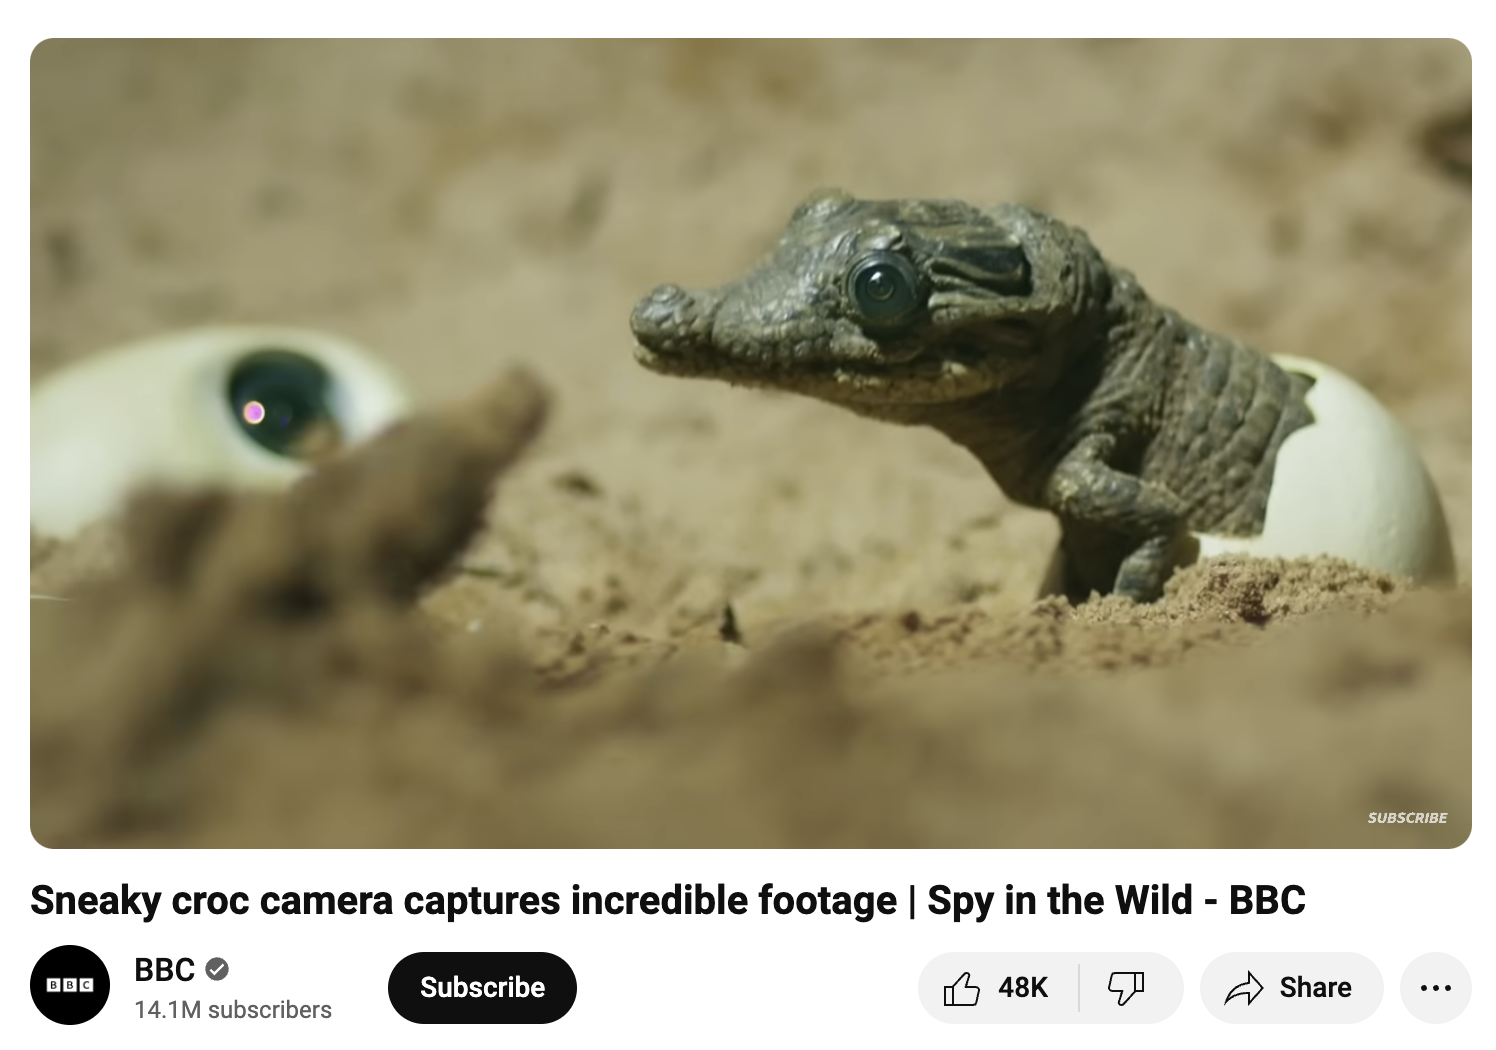 SUBSCRIBE
Sneaky croc camera captures incredible footage | Spy in the Wild - BBC
BBC
BBC
14.1M subscribers
Subscribe
48K
Share